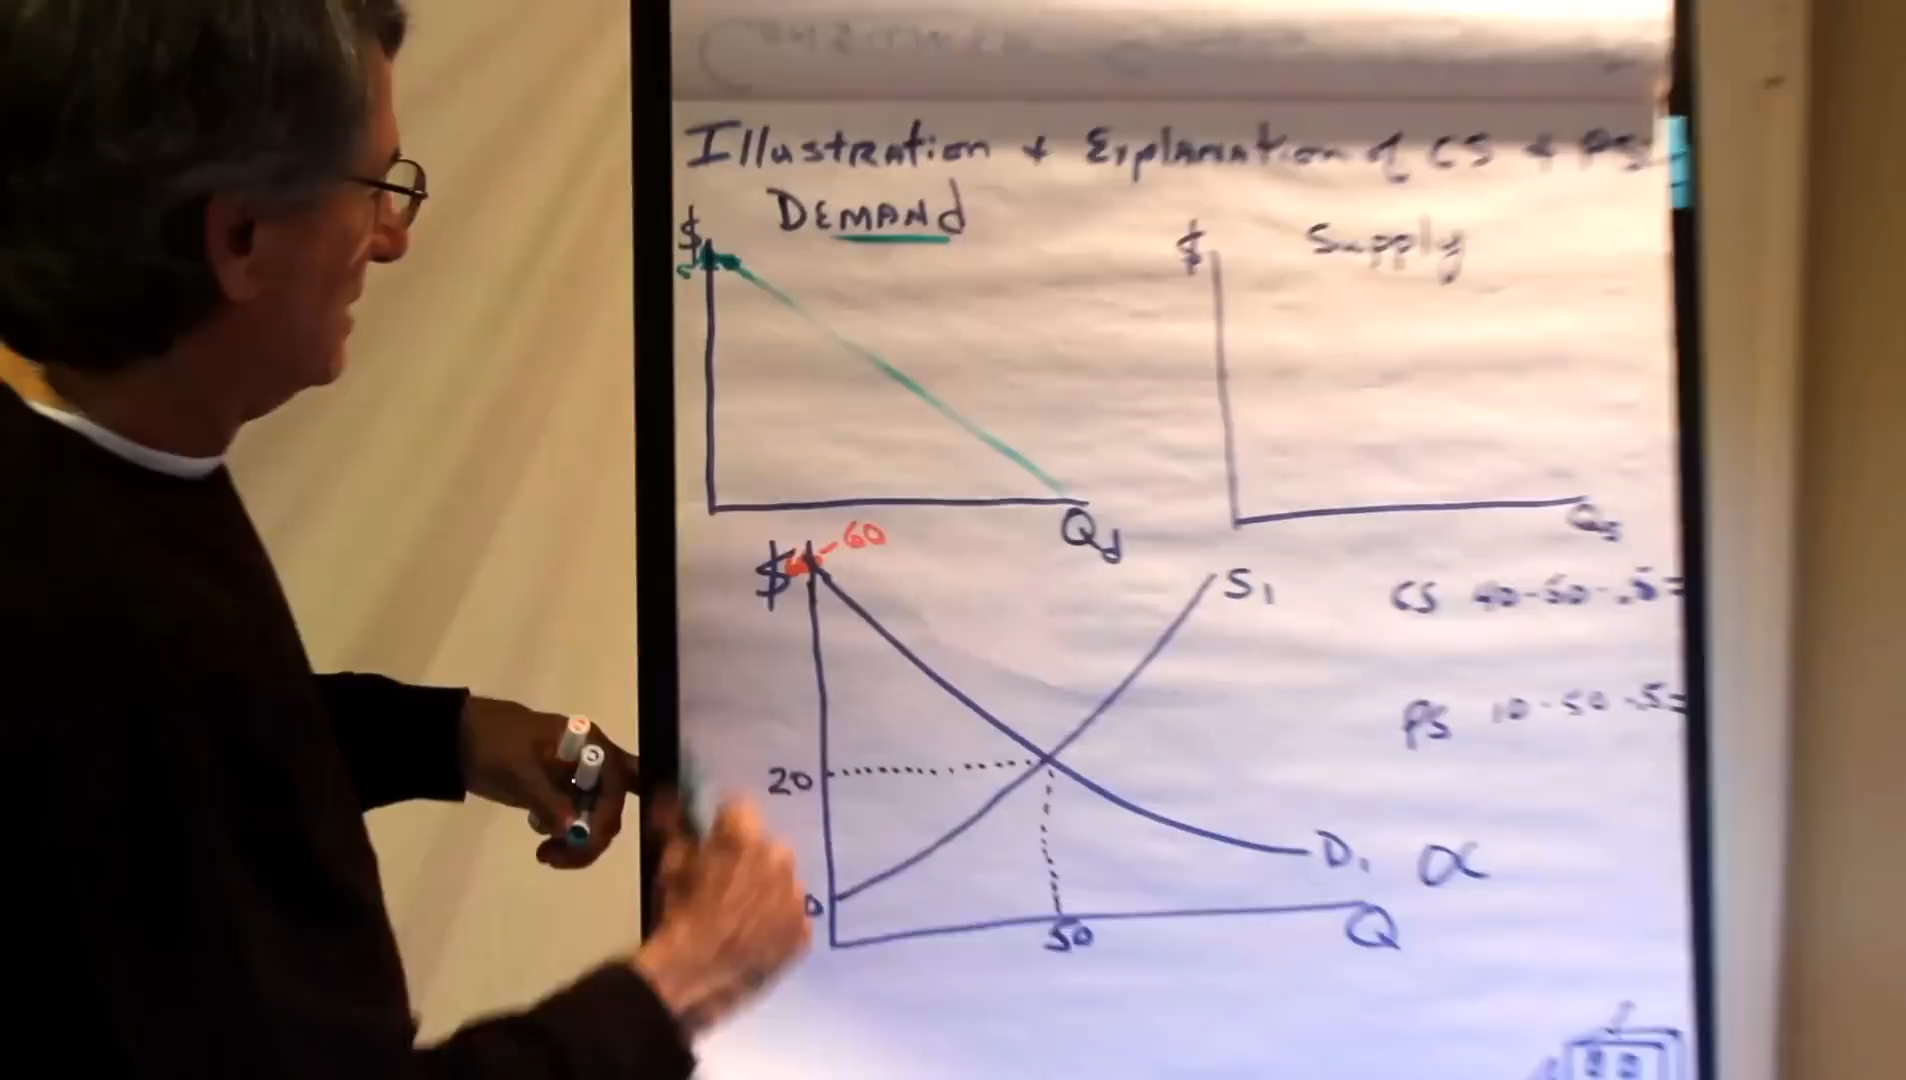 Illustration + Explanation of CS + PS
DEMAND
Supply
$
$
Qd
Qs
60
$
S1
CS 40-50-.5=
PS 10-50-.5=
20
D1
50
Q